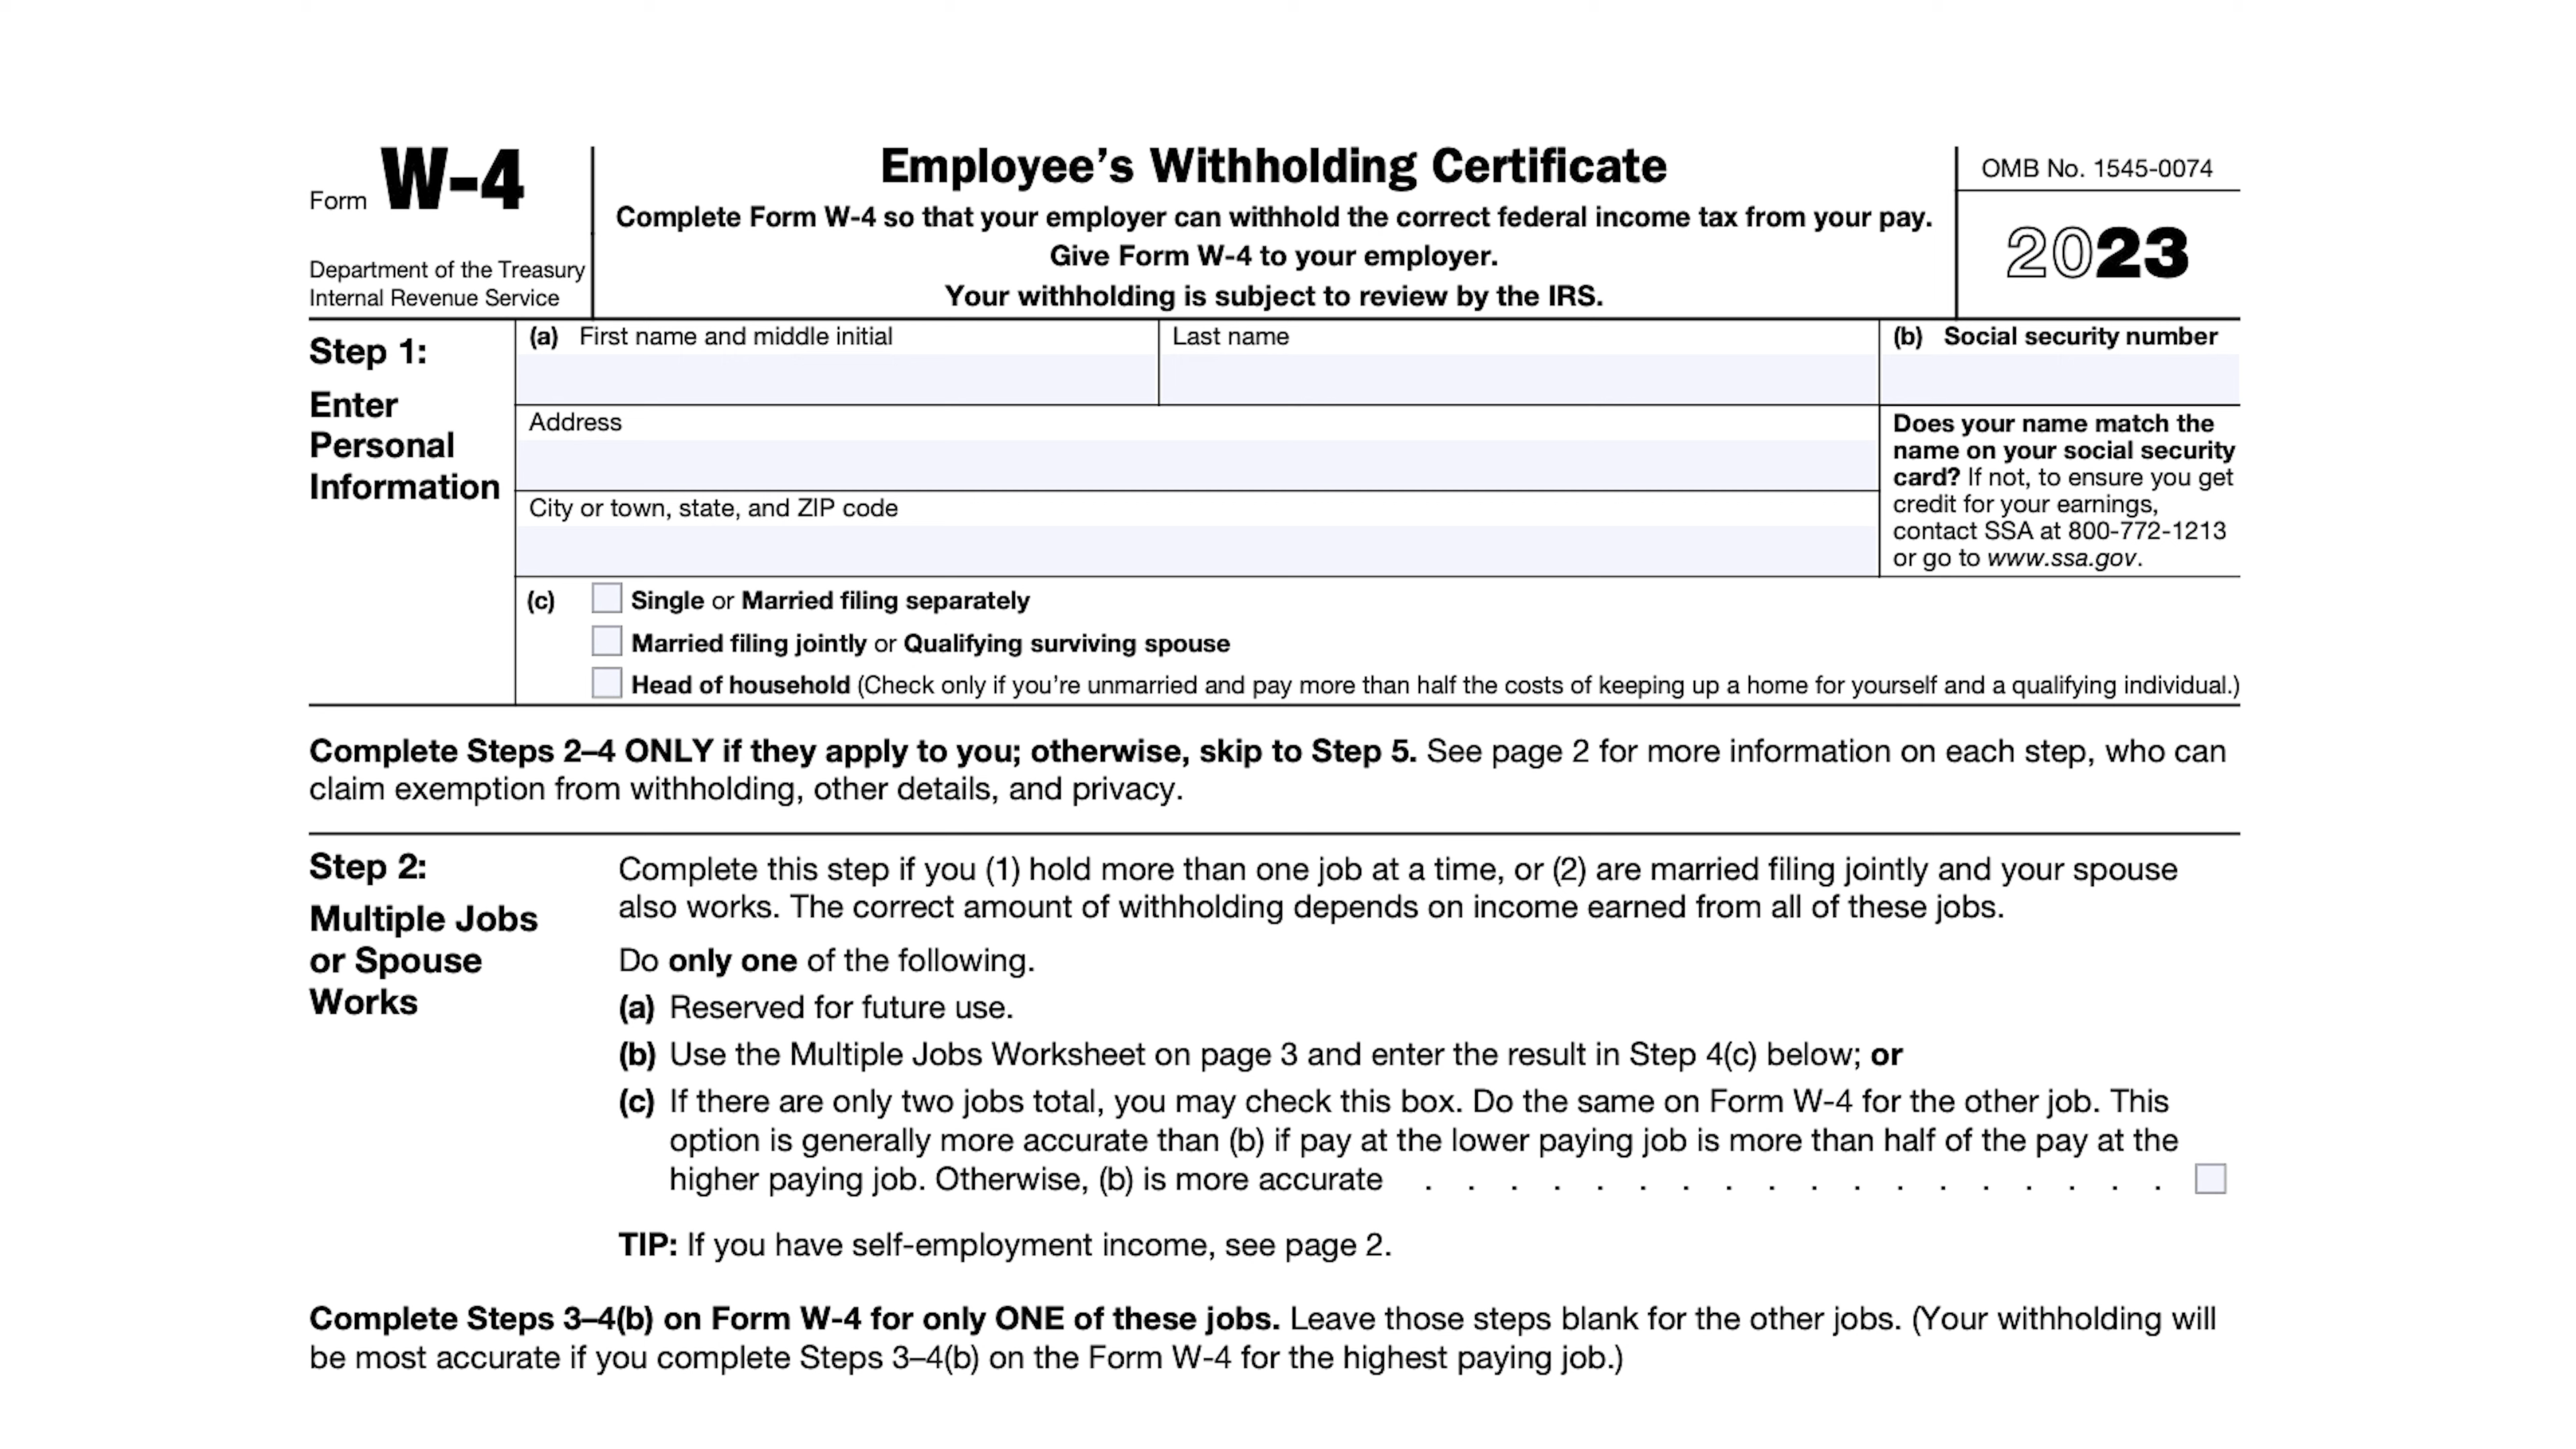 Form W-4
Department of the Treasury
Internal Revenue Service
Employee’s Withholding Certificate
Complete Form W-4 so that your employer can withhold the correct federal income tax from your pay.
Give Form W-4 to your employer.
Your withholding is subject to review by the IRS.
OMB No. 1545-0074
2023
Step 1:
Enter
Personal
Information
(a) First name and middle initial
Last name
(b) Social security number
Address
City or town, state, and ZIP code
Does your name match the
name on your social security
card? If not, to ensure you get
credit for your earnings,
contact SSA at 800-772-1213
or go to www.ssa.gov.
(c) Single or Married filing separately
Married filing jointly or Qualifying surviving spouse
Head of household (Check only if you’re unmarried and pay more than half the costs of keeping up a home for yourself and a qualifying individual.)
Complete Steps 2–4 ONLY if they apply to you; otherwise, skip to Step 5. See page 2 for more information on each step, who can
claim exemption from withholding, other details, and privacy.
Step 2:
Multiple Jobs
or Spouse
Works
Complete this step if you (1) hold more than one job at a time, or (2) are married filing jointly and your spouse
also works. The correct amount of withholding depends on income earned from all of these jobs.
Do only one of the following.
(a) Reserved for future use.
(b) Use the Multiple Jobs Worksheet on page 3 and enter the result in Step 4(c) below; or
(c) If there are only two jobs total, you may check this box. Do the same on Form W-4 for the other job. This
option is generally more accurate than (b) if pay at the lower paying job is more than half of the pay at the
higher paying job. Otherwise, (b) is more accurate . . . . . . . . . . . . . . . . . .
TIP: If you have self-employment income, see page 2.
Complete Steps 3–4(b) on Form W-4 for only ONE of these jobs. Leave those steps blank for the other jobs. (Your withholding will
be most accurate if you complete Steps 3–4(b) on the Form W-4 for the highest paying job.)